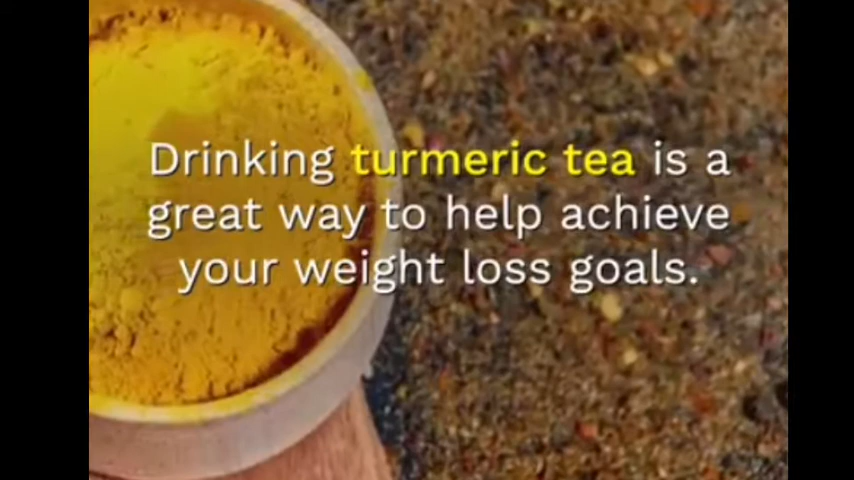 Drinking turmeric tea is a
great way to help achieve
your weight loss goals.